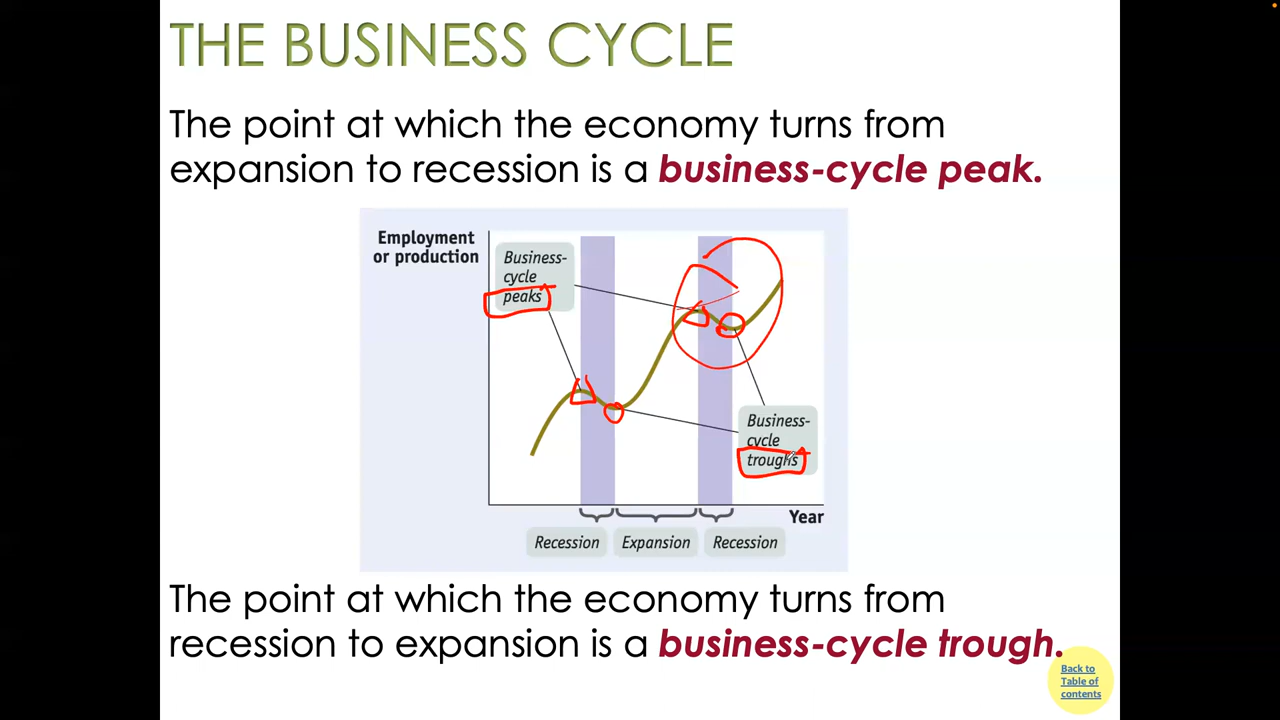 THE BUSINESS CYCLE
The point at which the economy turns from
expansion to recession is a business-cycle peak.
Employment
or production
Business-
cycle
peaks
Business-
cycle
troughs
Year
Recession
Expansion
Recession
The point at which the economy turns from
recession to expansion is a business-cycle trough.
Back to
Table of
contents